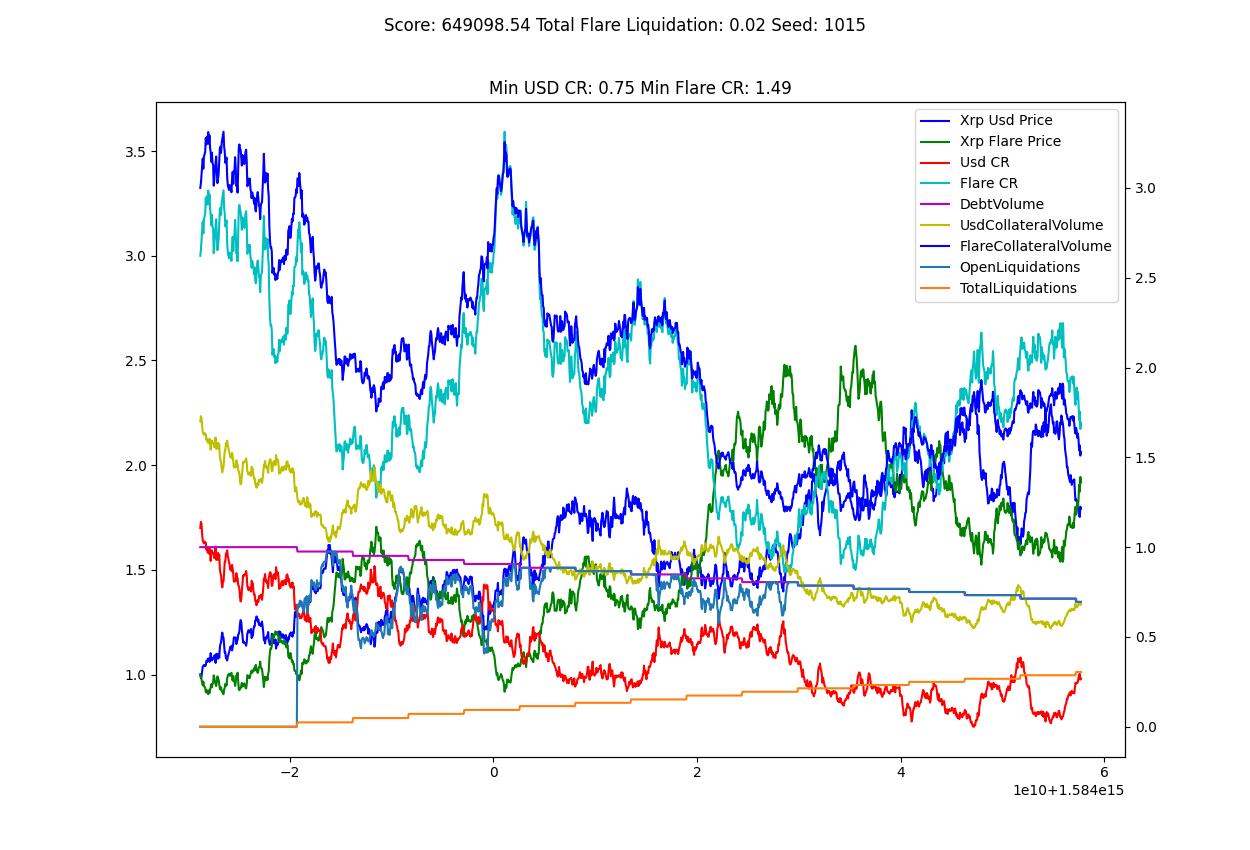 Score: 649098.54 Total Flare Liquidation: 0.02 Seed: 1015
Min USD CR: 0.75 Min Flare CR: 1.49
Xrp Usd Price
Xrp Flare Price
Usd CR
Flare CR
DebtVolume
UsdCollateralVolume
FlareCollateralVolume
OpenLiquidations
TotalLiquidations
3.5
3.0
2.5
2.0
1.5
1.0
3.0
2.5
2.0
1.5
1.0
0.5
0.0
−2 0 2 4 6
1e10+1.584e15